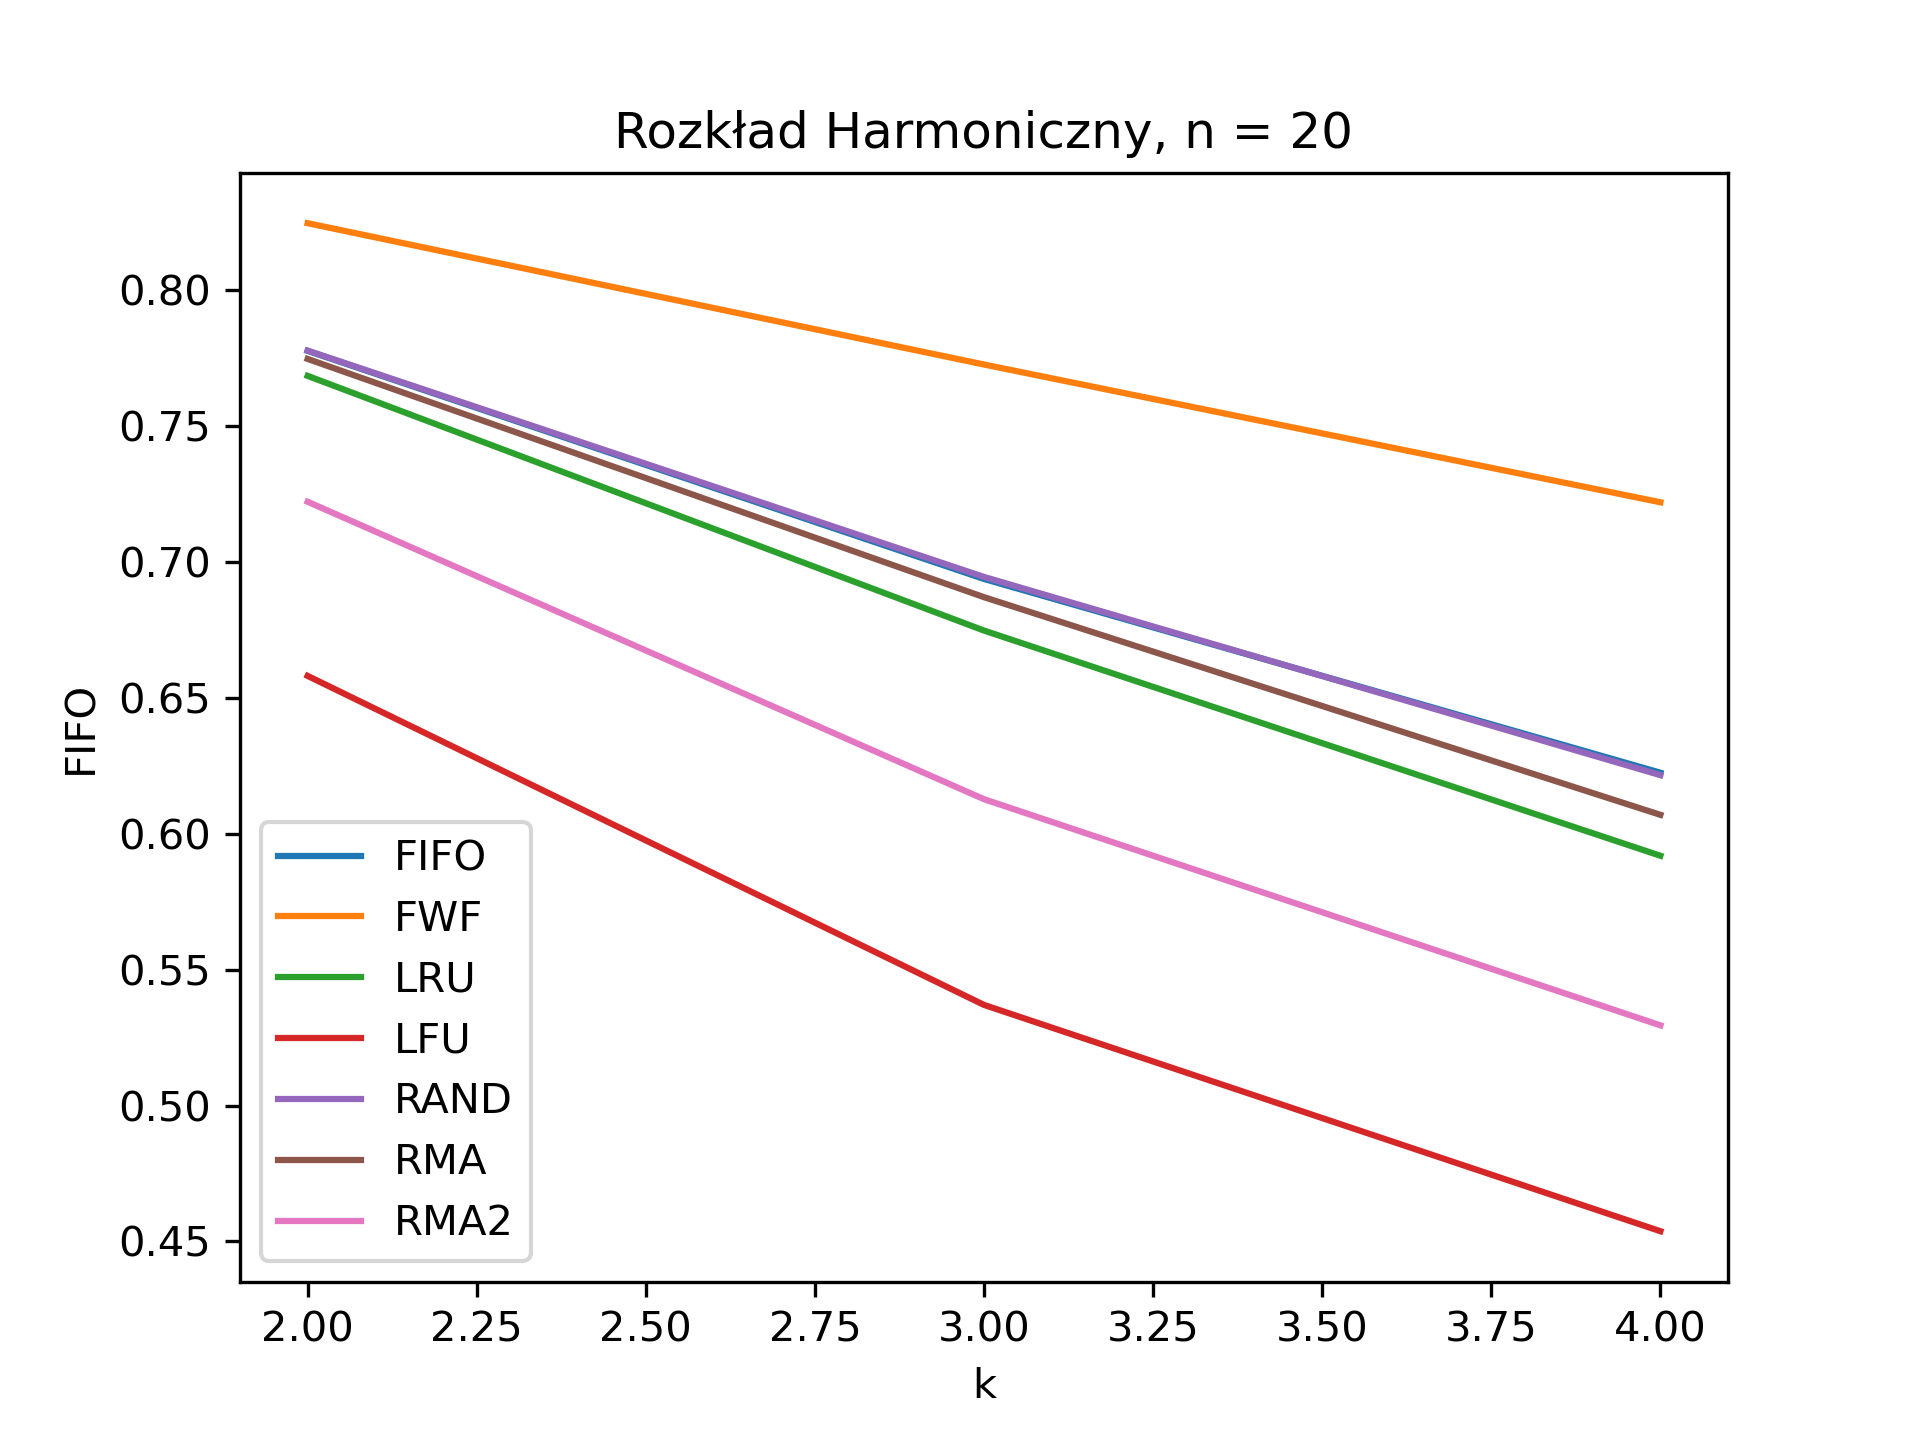 Rozkład Harmoniczny, n = 20
FIFO
0.80
0.75
0.70
0.65
0.60
0.55
0.50
0.45
FIFO
FWF
LRU
LFU
RAND
RMA
RMA2
2.00 2.25 2.50 2.75 3.00 3.25 3.50 3.75 4.00
k